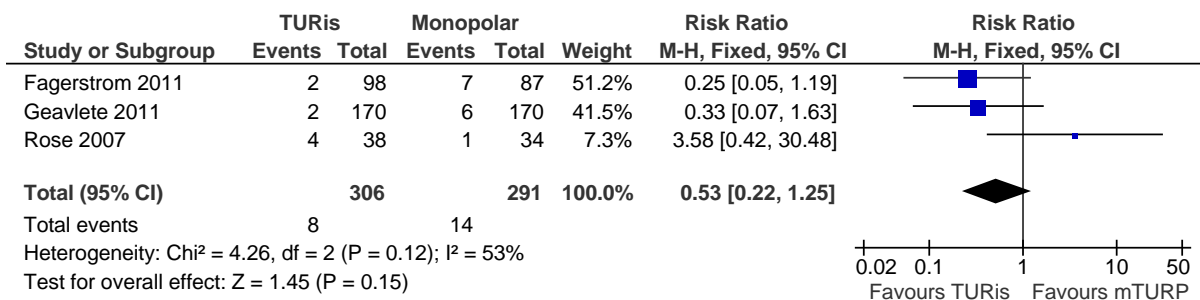 TURis Monopolar Risk Ratio Risk Ratio
Study or Subgroup Events Total Events Total Weight M-H, Fixed, 95% CI M-H, Fixed, 95% CI
Fagerstrom 2011 2 98 7 87 51.2% 0.25 [0.05, 1.19]
Geavlete 2011 2 170 6 170 41.5% 0.33 [0.07, 1.63]
Rose 2007 4 38 1 34 7.3% 3.58 [0.42, 30.48]
Total (95% CI) 306 291 100.0% 0.53 [0.22, 1.25]
Total events 8 14
Heterogeneity: Chi² = 4.26, df = 2 (P = 0.12); I² = 53%
Test for overall effect: Z = 1.45 (P = 0.15)
0.02 0.1 1 10 50
Favours TURis Favours mTURP